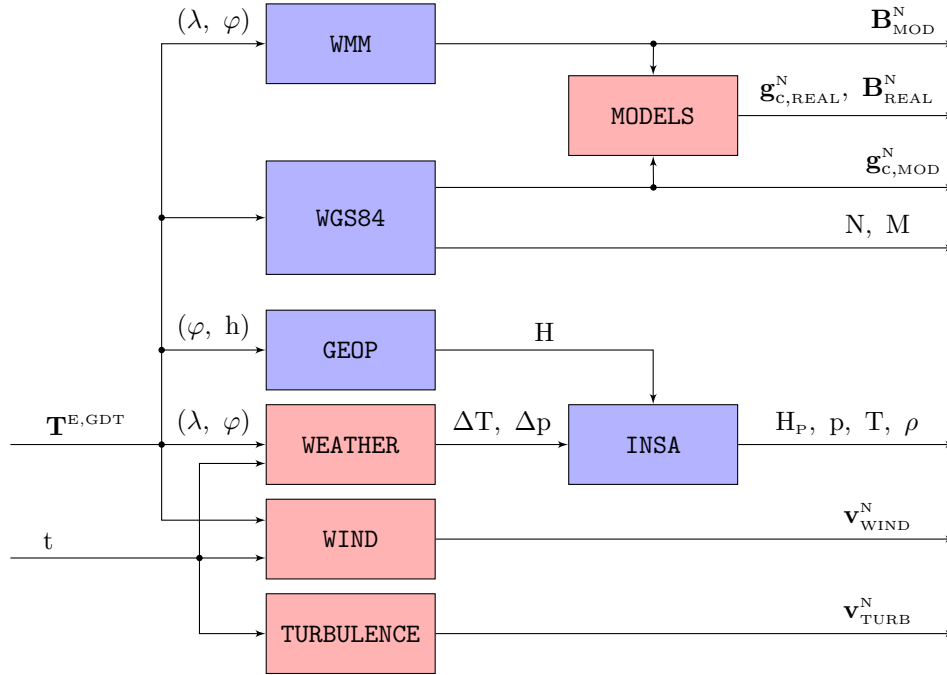 (λ, φ)
WMM
B^N_MOD
MODELS
g^N_c,REAL, B^N_REAL
g^N_c,MOD
WGS84
N, M
(φ, h)
GEOP
H
T^E,GDT
(λ, φ)
WEATHER
ΔT, Δp
INSA
H_P, p, T, ρ
t
WIND
v^N_WIND
TURBULENCE
v^N_TURB